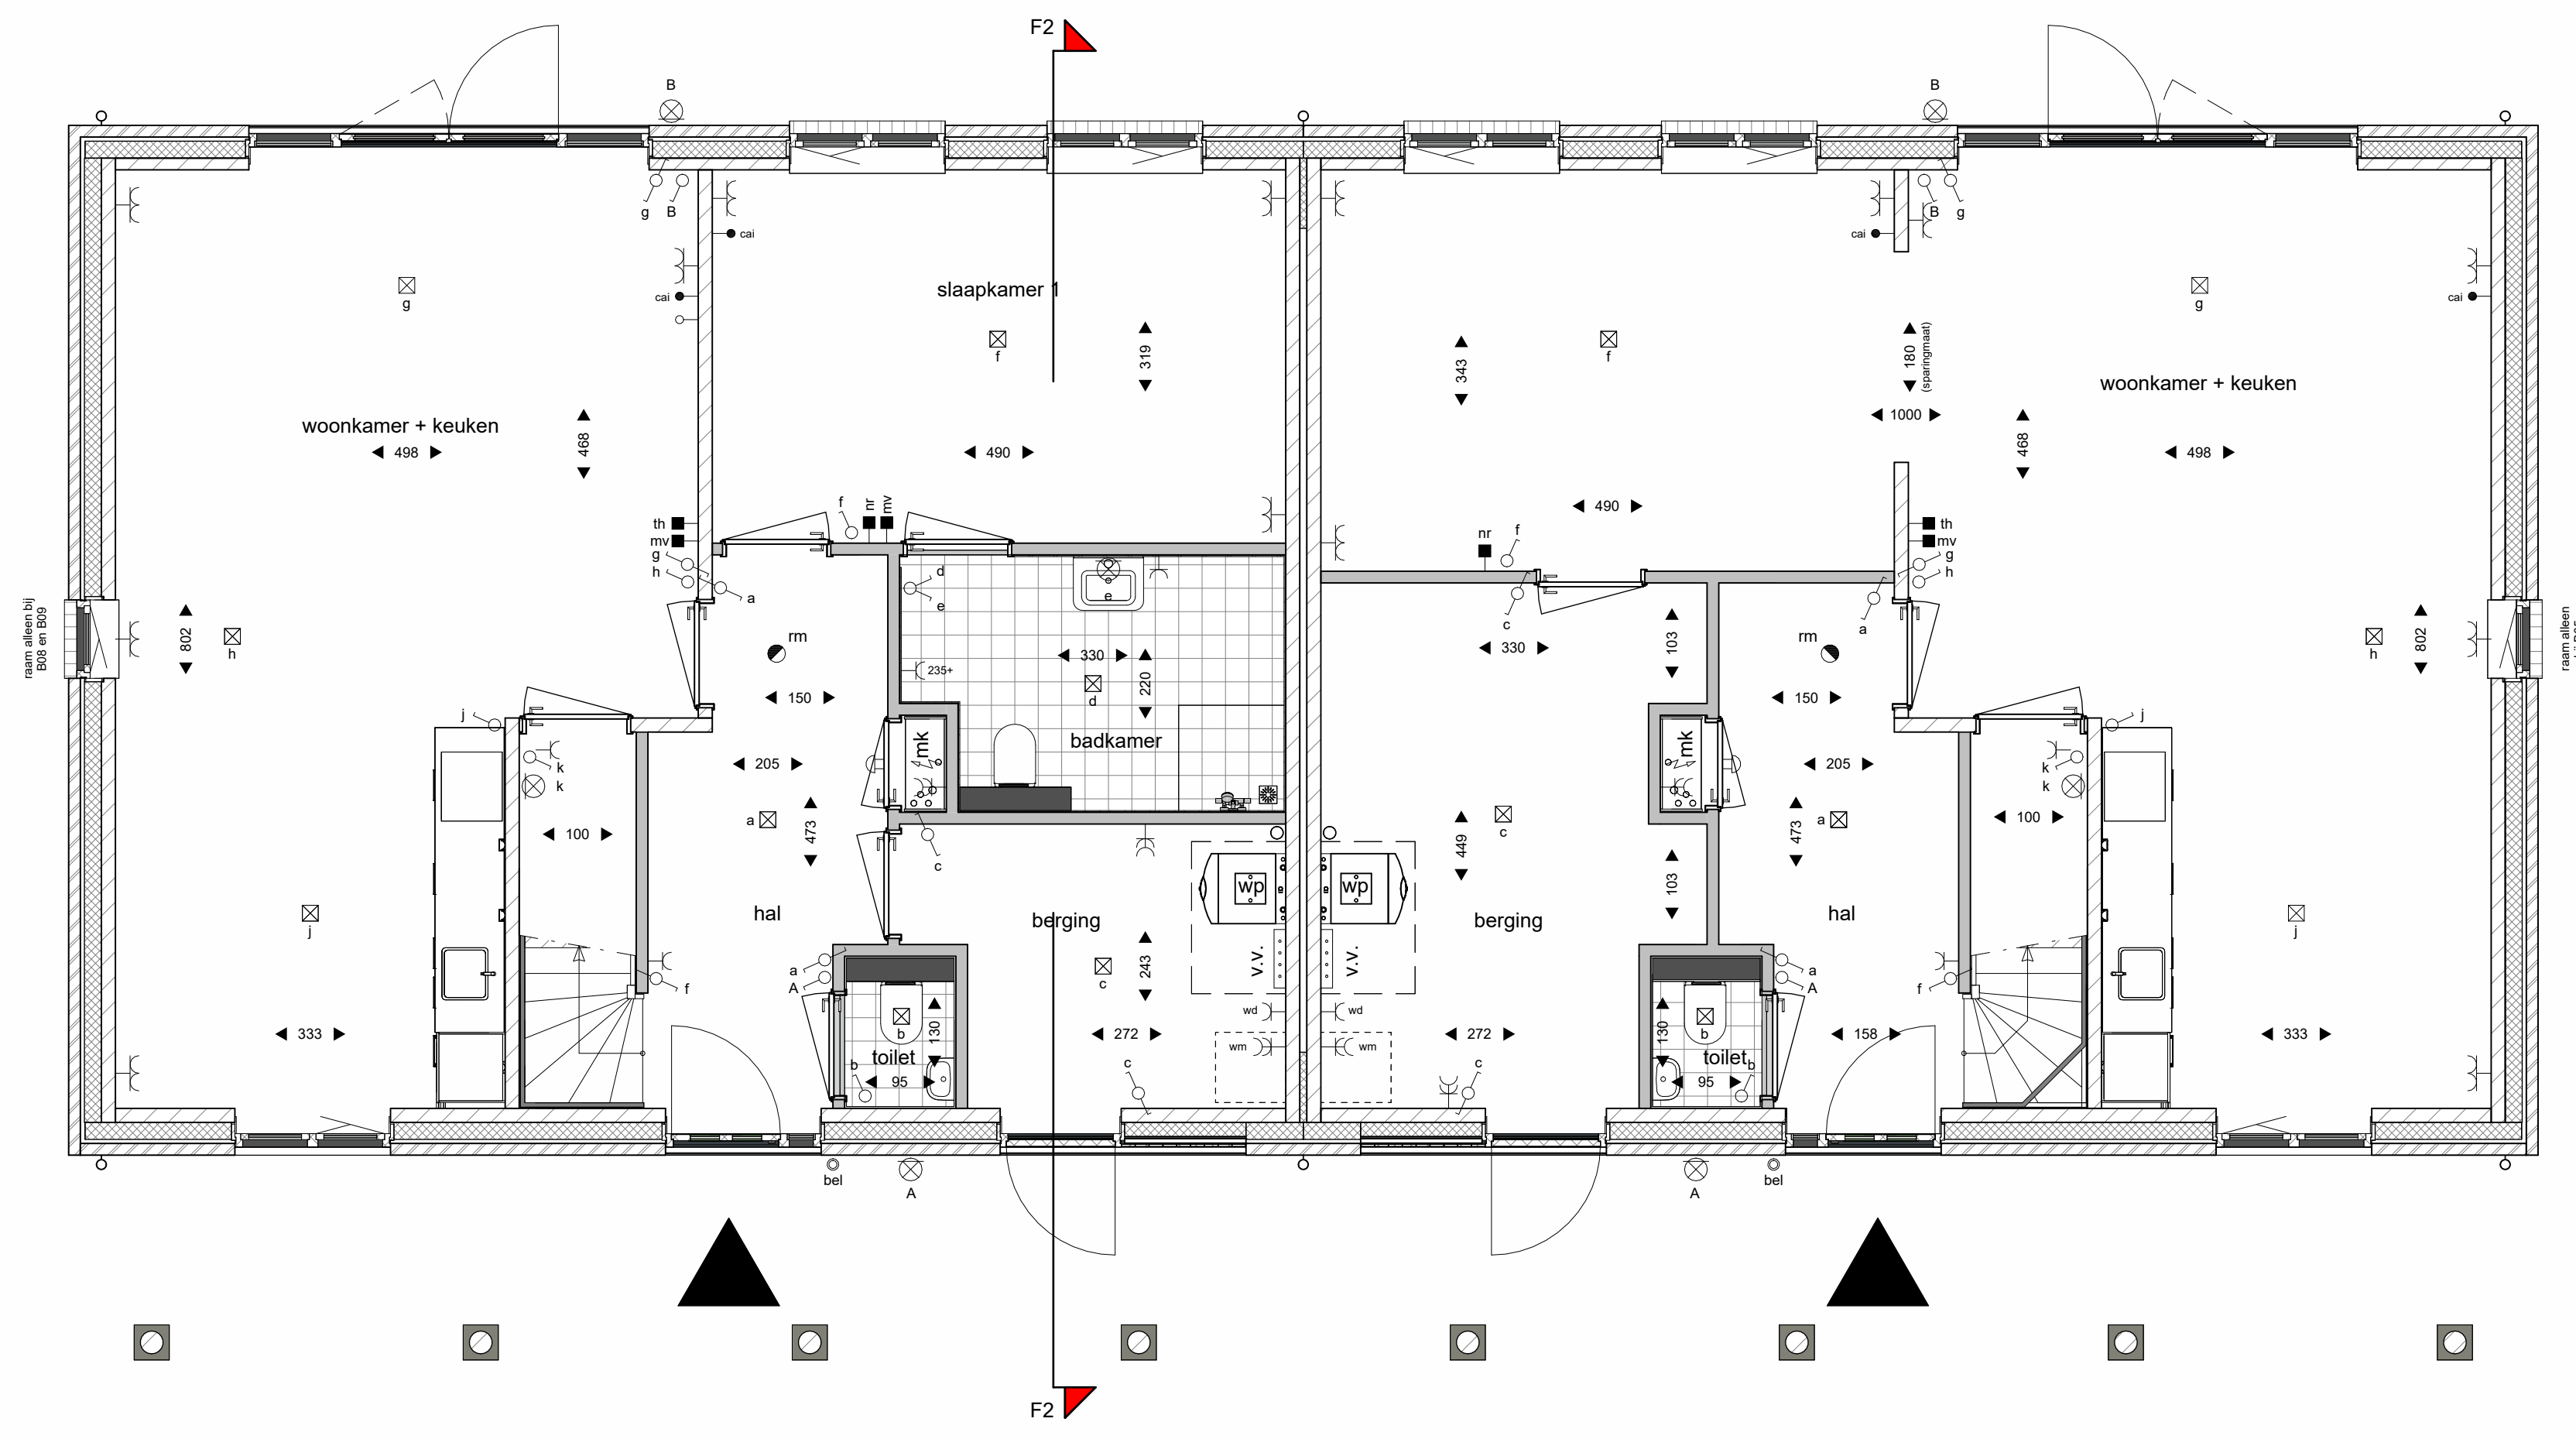 F2
B
B
g
B
B
g
cai
cai
cai
cai
g
slaapkamer 1
f
319
343
f
180
(sparingmaat)
g
woonkamer + keuken
468
498
490
1000
468
woonkamer + keuken
498
490
f
nr
mv
th
mv
g
h
a
nr
f
th
mv
g
h
d
e
e
c
a
raam alleen bij
B08 en B09
802
h
rm
330
235+
220
d
330
103
rm
h
802
raam alleen
150
150
j
mk
badkamer
mk
j
k
k
205
205
k
k
100
a
473
c
449
c
473
a
100
wp
wp
103
j
hal
berging
berging
hal
j
a
A
f
c
243
v.v.
v.v.
a
A
f
wd
wd
333
b
130
272
wm
wm
272
130
b
158
333
toilet
b
95
c
c
toilet
95
b
bel
A
A
bel
F2